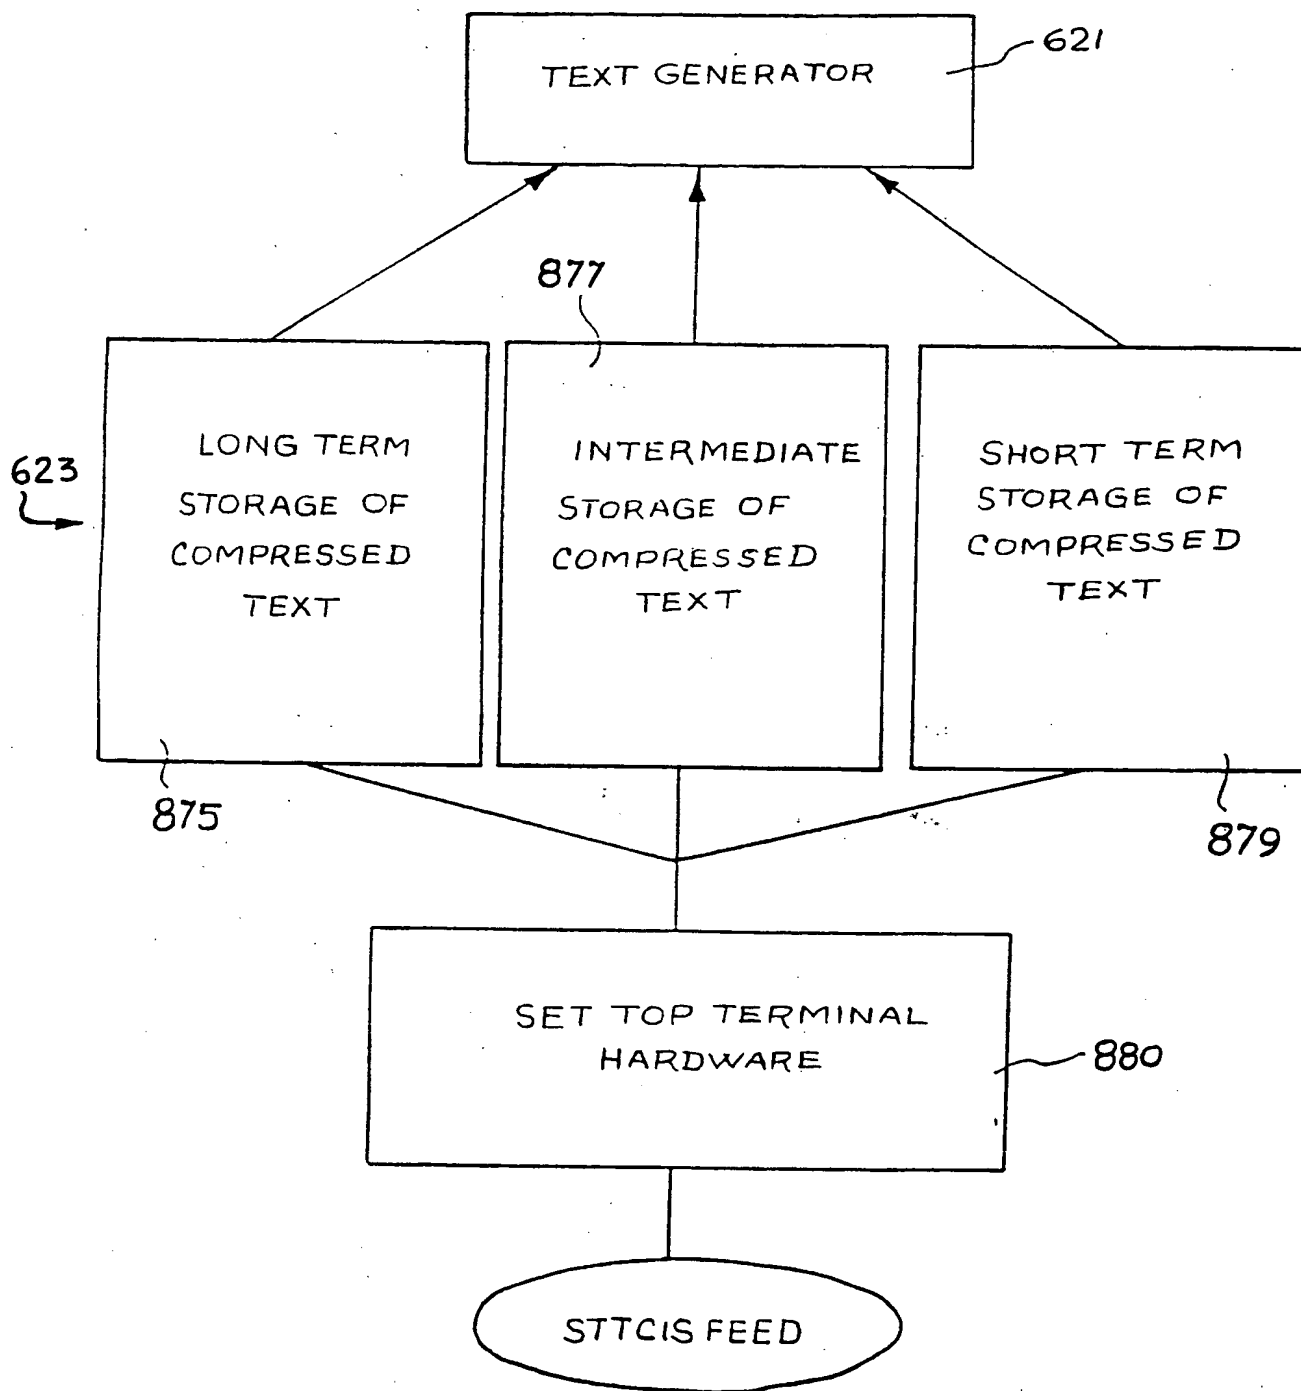 TEXT GENERATOR
621
877
623
LONG TERM
STORAGE OF
COMPRESSED
TEXT
INTERMEDIATE
STORAGE OF
COMPRESSED
TEXT
SHORT TERM
STORAGE OF
COMPRESSED
TEXT
875
879
SET TOP TERMINAL
HARDWARE
880
STTCIS FEED